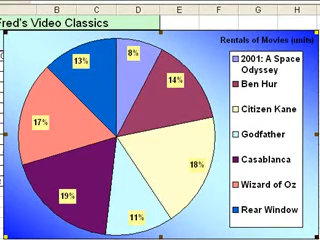 B C D E F G H
Fred's Video Classics
Rentals of Movies (units)
8%
14%
18%
11%
19%
17%
13%
2001: A Space
Odyssey
Ben Hur
Citizen Kane
Godfather
Casablanca
Wizard of Oz
Rear Window